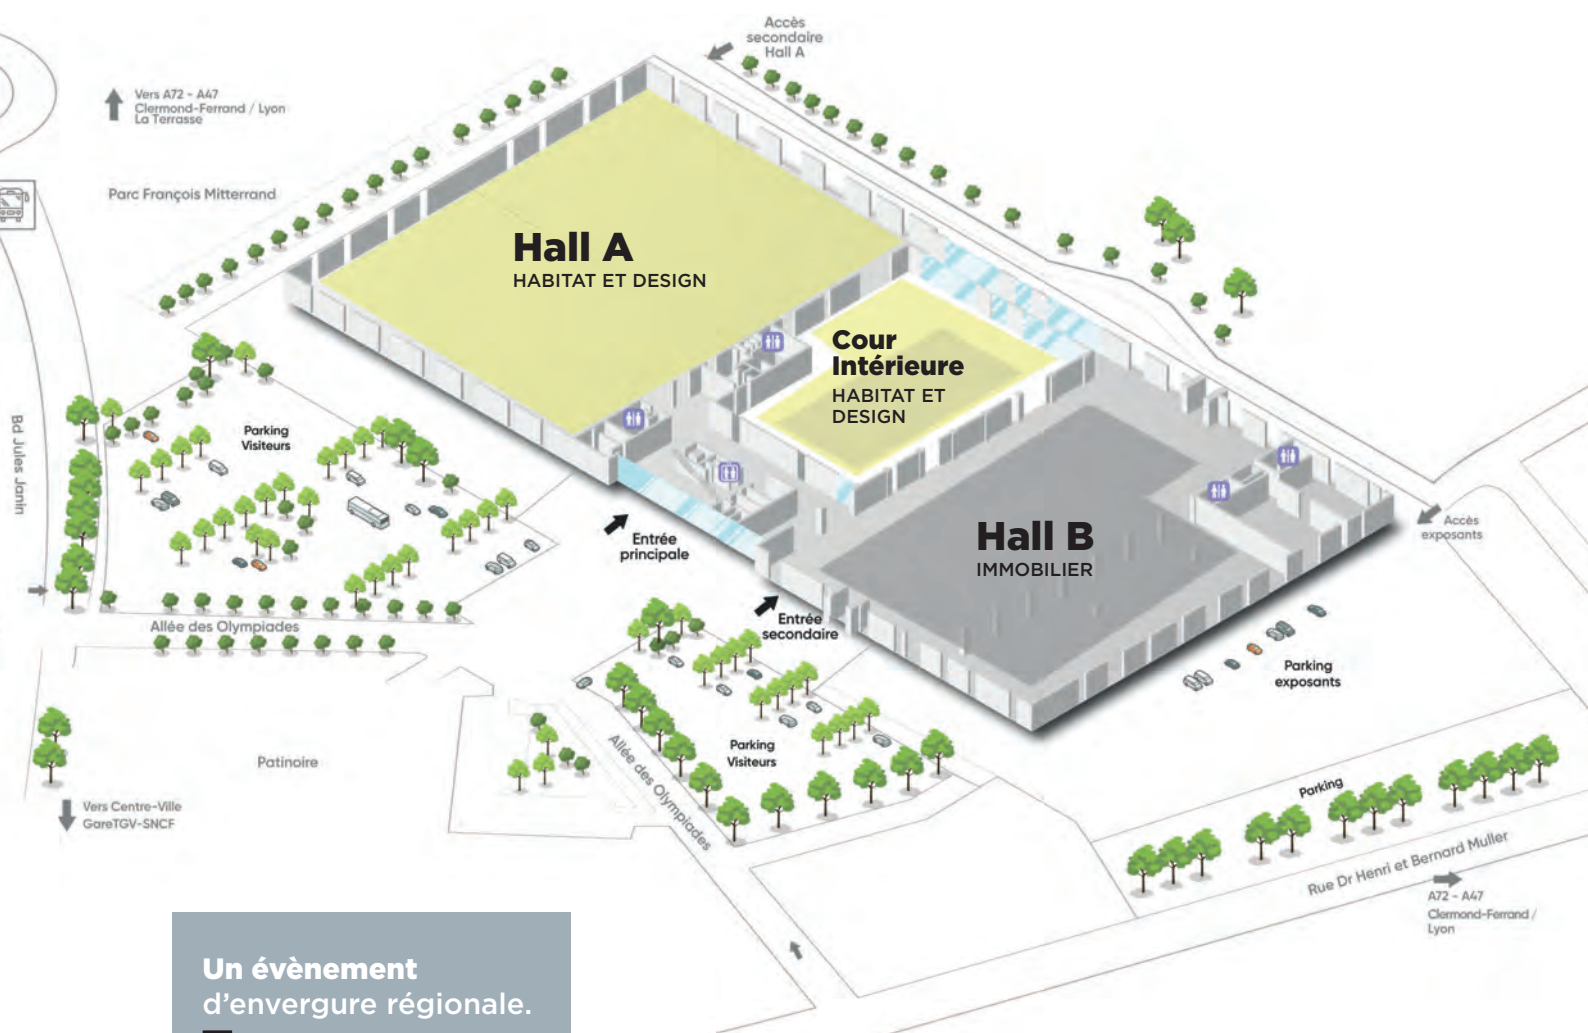 Accès
secondaire
Hall A
Vers A72 - A47
Clermond-Ferrand / Lyon
La Terrasse
Parc François Mitterrand
Hall A
HABITAT ET DESIGN
Cour
Intérieure
HABITAT ET
DESIGN
Bd Jules Janin
Parking
Visiteurs
Entrée
principale
Hall B
IMMOBILIER
Accès
exposants
Entrée
secondaire
Allée des Olympiades
Parking
exposants
Patinoire
Allée des Olympiades
Parking
Visiteurs
Parking
Vers Centre-Ville
GareTGV-SNCF
Rue Dr Henri et Bernard Muller
A72 - A47
Clermond-Ferrand /
Lyon
Un évènement
d'envergure régionale.